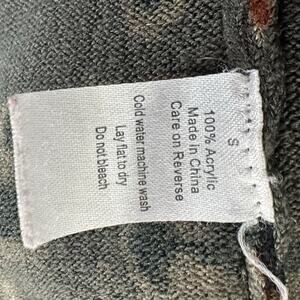 S
100% Acrylic
Made in China
Care on Reverse
Cold water machine wash
Lay flat to dry
Do not bleach